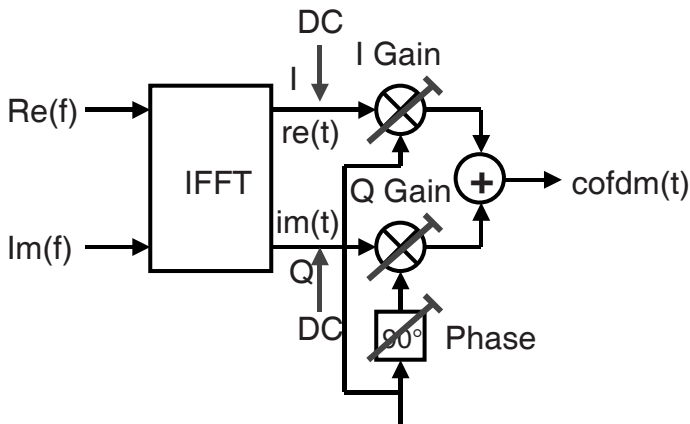 DC
I Gain
I
Re(f)
re(t)
IFFT
Q Gain
+
cofdm(t)
im(t)
Im(f)
Q
DC
90°
Phase